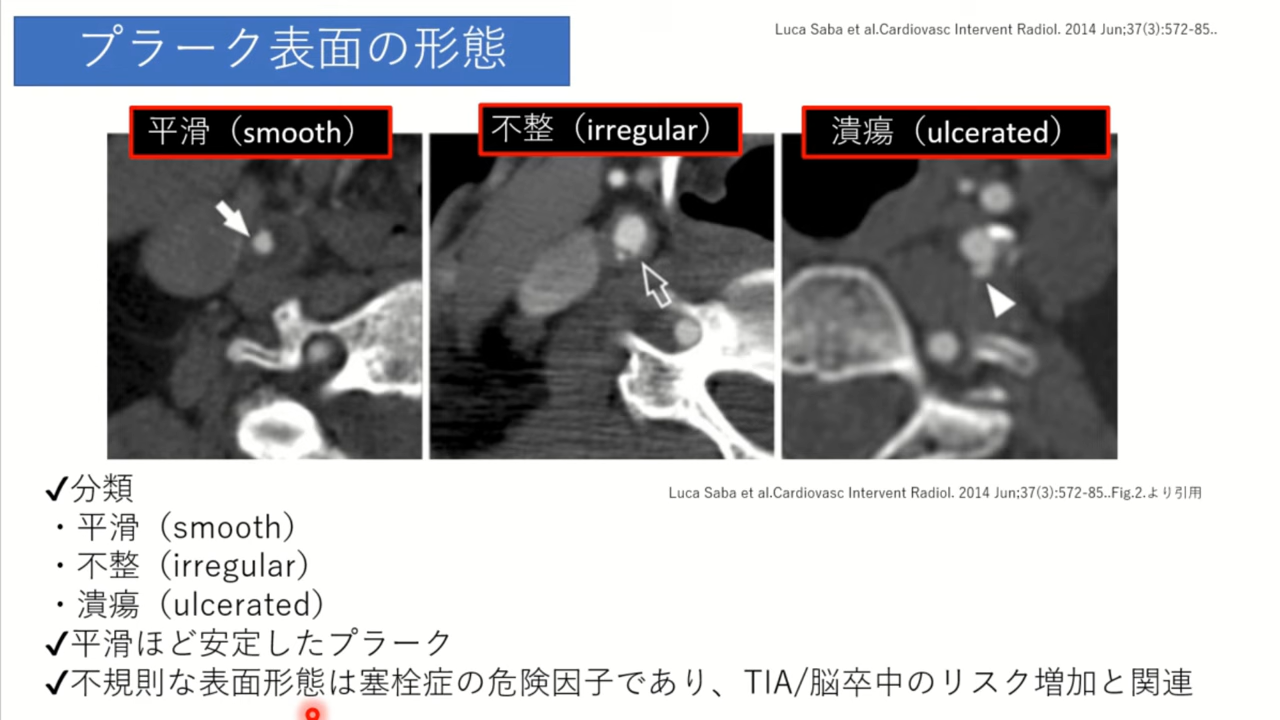 プラーク表面の形態
Luca Saba et al.Cardiovasc Intervent Radiol. 2014 Jun;37(3):572-85..
平滑（smooth）
不整（irregular）
潰瘍（ulcerated）
Luca Saba et al.Cardiovasc Intervent Radiol. 2014 Jun;37(3):572-85..Fig.2.より引用
✓分類
・平滑（smooth）
・不整（irregular）
・潰瘍（ulcerated）
✓平滑ほど安定したプラーク
✓不規則な表面形態は塞栓症の危険因子であり、TIA/脳卒中のリスク増加と関連